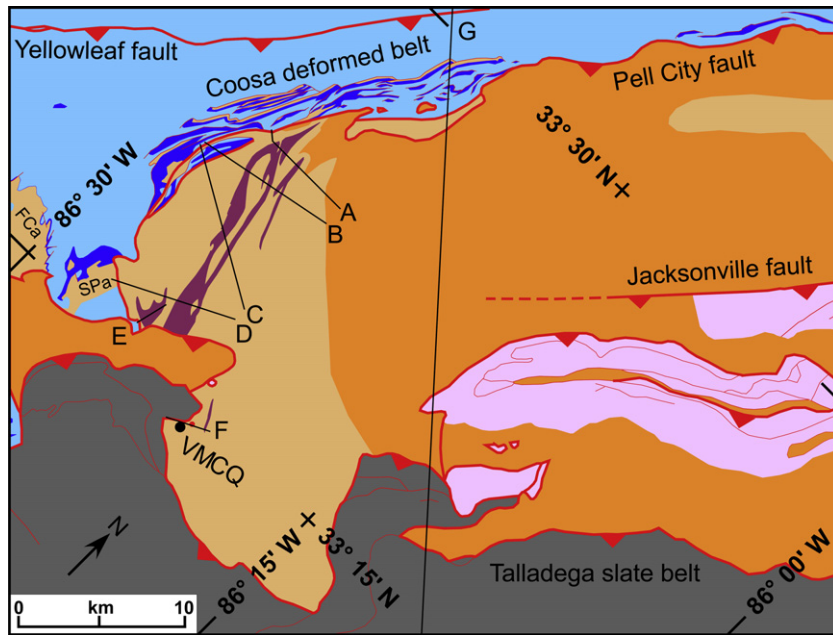 Yellowleaf fault
Coosa deformed belt
G
Pell City fault
33° 30' N
86° 30' W
A
B
FCa
SPa
Jacksonville fault
C
D
E
F
VMCQ
N
86° 15' W
33° 15' N
Talladega slate belt
86° 00' W
0 km 10